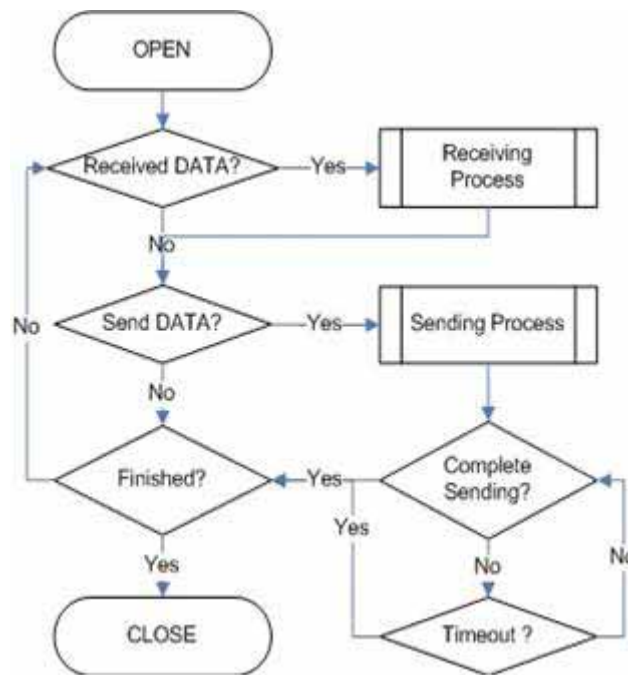 OPEN
Received DATA?
Yes
Receiving
Process
No
Send DATA?
Yes
Sending Process
No
No
Finished?
Yes
Complete
Sending?
Yes
No
No
Yes
CLOSE
Timeout ?